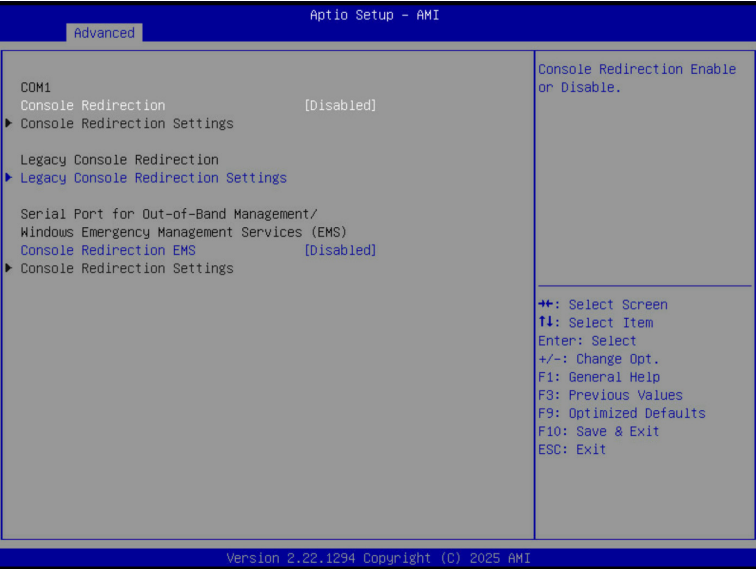 Aptio Setup – AMI
Advanced
COM1
Console Redirection [Disabled]
▶ Console Redirection Settings
Legacy Console Redirection
▶ Legacy Console Redirection Settings
Serial Port for Out-of-Band Management/
Windows Emergency Management Services (EMS)
Console Redirection EMS [Disabled]
▶ Console Redirection Settings
Console Redirection Enable
or Disable.
→←: Select Screen
↑↓: Select Item
Enter: Select
+/-: Change Opt.
F1: General Help
F3: Previous Values
F9: Optimized Defaults
F10: Save & Exit
ESC: Exit
Version 2.22.1294 Copyright (C) 2025 AMI